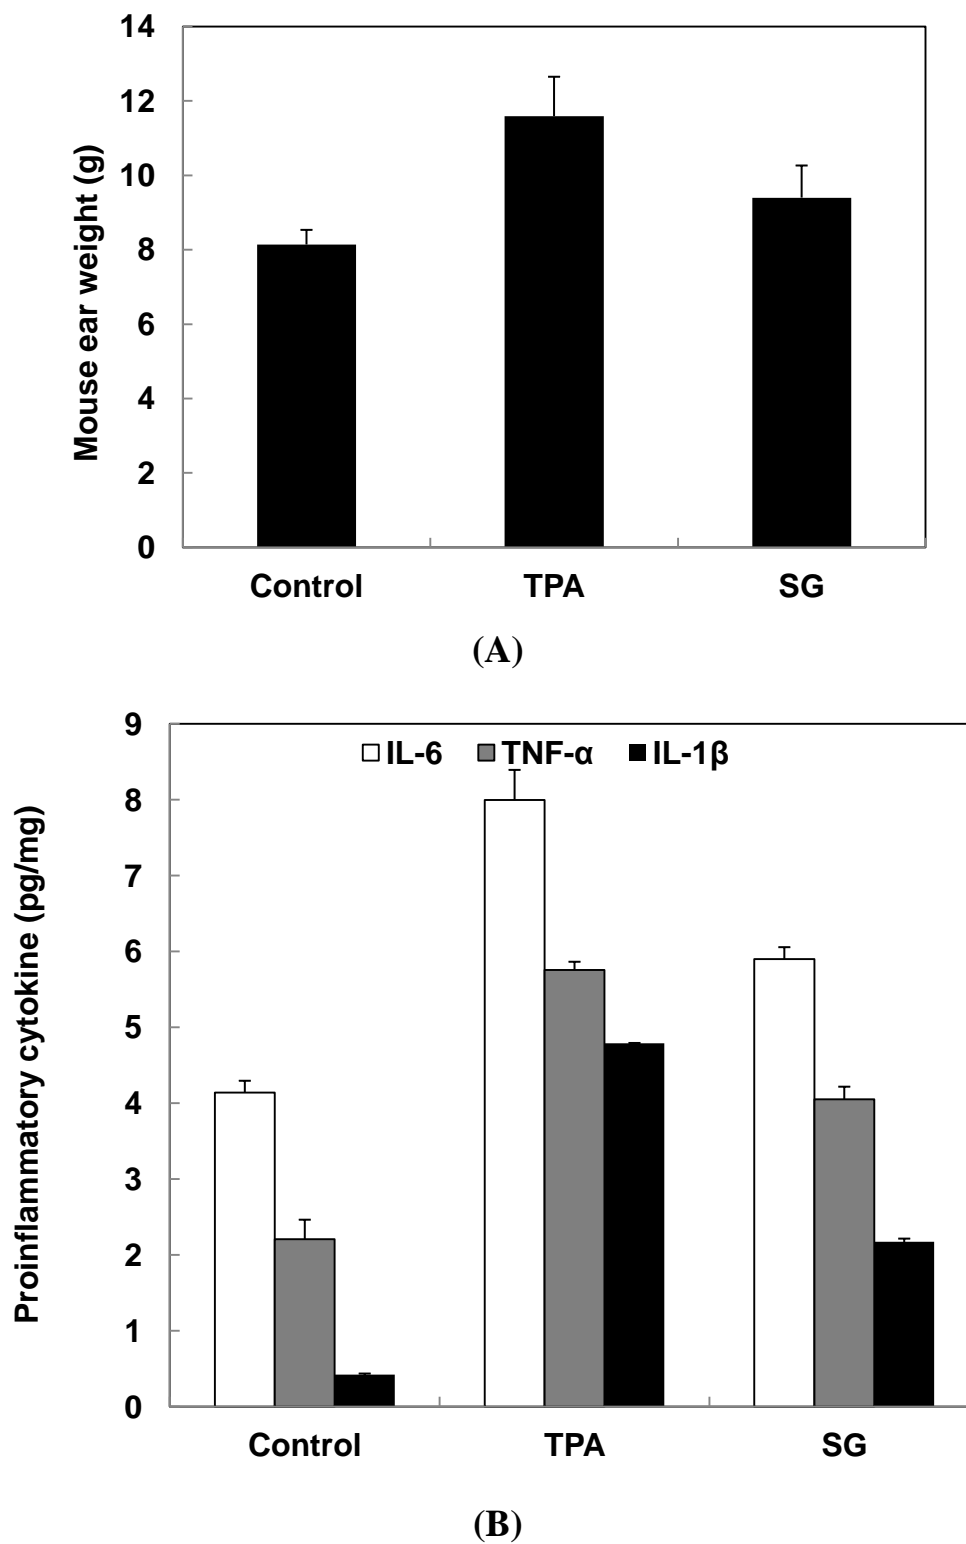 14
12
10
8
6
4
2
0
Mouse ear weight (g)
Control TPA SG
(A)
9
8
7
6
5
4
3
2
1
0
Proinflammatory cytokine (pg/mg)
IL-6 TNF-α IL-1β
Control TPA SG
(B)